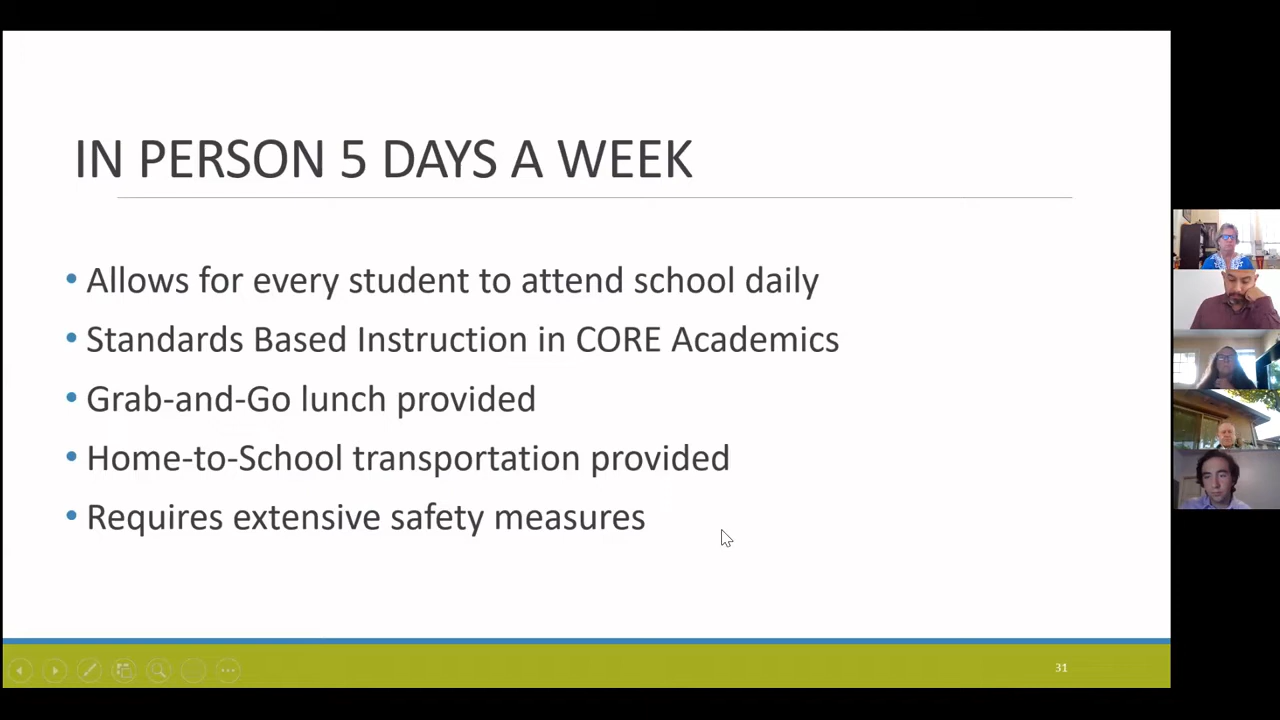 IN PERSON 5 DAYS A WEEK
• Allows for every student to attend school daily
• Standards Based Instruction in CORE Academics
• Grab-and-Go lunch provided
• Home-to-School transportation provided
• Requires extensive safety measures
31